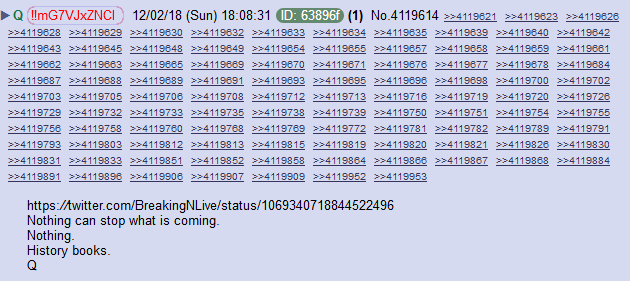 Q !!mG7VJxZNCI 12/02/18 (Sun) 18:08:31 ID: 63896f (1) No.4119614 >>4119621 >>4119623 >>4119626
>>4119628 >>4119629 >>4119630 >>4119632 >>4119633 >>4119634 >>4119635 >>4119639 >>4119640 >>4119642
>>4119643 >>4119645 >>4119648 >>4119649 >>4119654 >>4119656 >>4119657 >>4119658 >>4119659 >>4119661
>>4119662 >>4119663 >>4119665 >>4119669 >>4119670 >>4119671 >>4119676 >>4119677 >>4119678 >>4119684
>>4119687 >>4119688 >>4119689 >>4119691 >>4119693 >>4119695 >>4119696 >>4119698 >>4119700 >>4119702
>>4119703 >>4119705 >>4119706 >>4119708 >>4119712 >>4119713 >>4119716 >>4119719 >>4119720 >>4119726
>>4119729 >>4119732 >>4119733 >>4119735 >>4119738 >>4119739 >>4119750 >>4119751 >>4119754 >>4119755
>>4119756 >>4119758 >>4119760 >>4119768 >>4119769 >>4119772 >>4119781 >>4119782 >>4119789 >>4119791
>>4119793 >>4119803 >>4119812 >>4119813 >>4119815 >>4119819 >>4119820 >>4119821 >>4119826 >>4119830
>>4119831 >>4119833 >>4119851 >>4119852 >>4119858 >>4119864 >>4119866 >>4119867 >>4119868 >>4119884
>>4119891 >>4119896 >>4119906 >>4119907 >>4119909 >>4119952 >>4119953
https://twitter.com/BreakingNLive/status/1069340718844522496
Nothing can stop what is coming.
Nothing.
History books.
Q